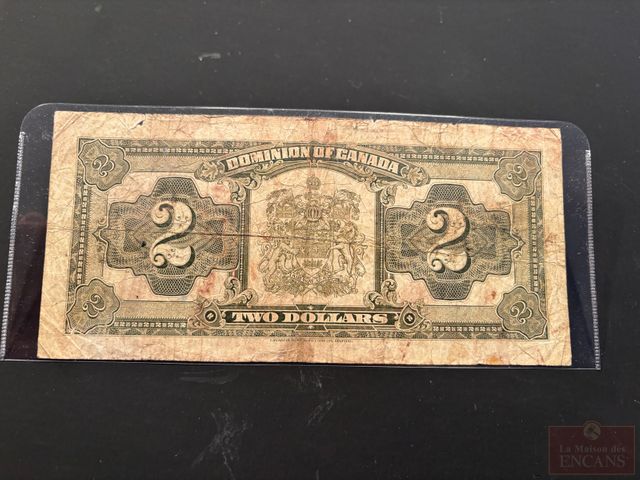 2 2
DOMINION OF CANADA
2 2
2 2
TWO DOLLARS
La Maison des
ENCANS